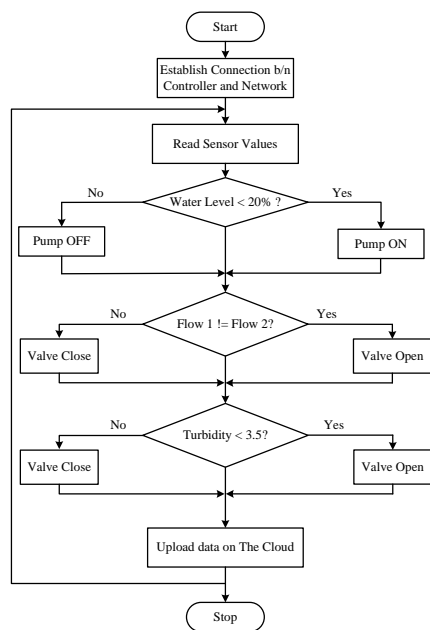 Start
Establish Connection b/n
Controller and Network
Read Sensor Values
No
Water Level < 20% ?
Yes
Pump OFF
Pump ON
No
Flow 1 != Flow 2?
Yes
Valve Close
Valve Open
No
Turbidity < 3.5?
Yes
Valve Close
Valve Open
Upload data on The Cloud
Stop